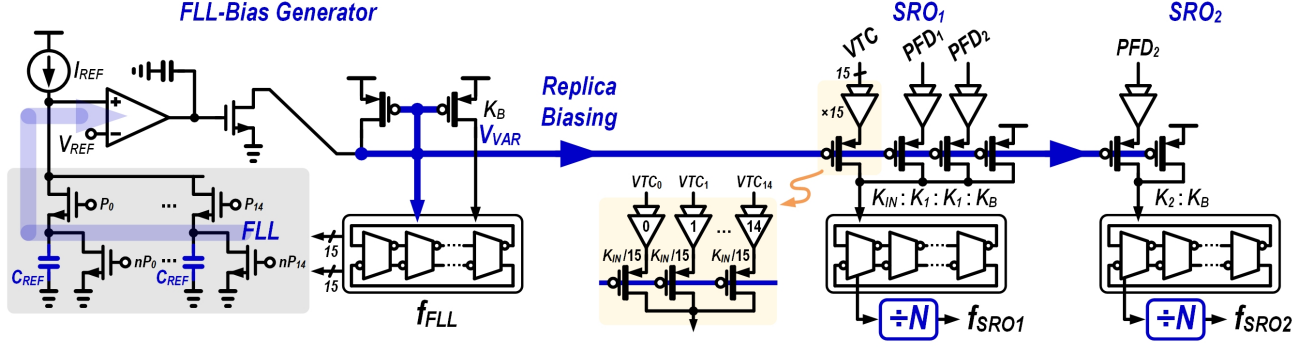 FLL-Bias Generator
SRO1
SRO2
IREF
+
−
VREF
KB
VVAR
Replica
Biasing
VTC
PFD1
PFD2
PFD2
15
×15
P0
...
P14
FLL
CREF
nP0
...
CREF
nP14
15
15
fFLL
VTC0
VTC1
VTC14
0
1
...
14
KIN/15
KIN/15
KIN/15
KIN : K1 : K1 : KB
K2 : KB
÷N
fSRO1
÷N
fSRO2